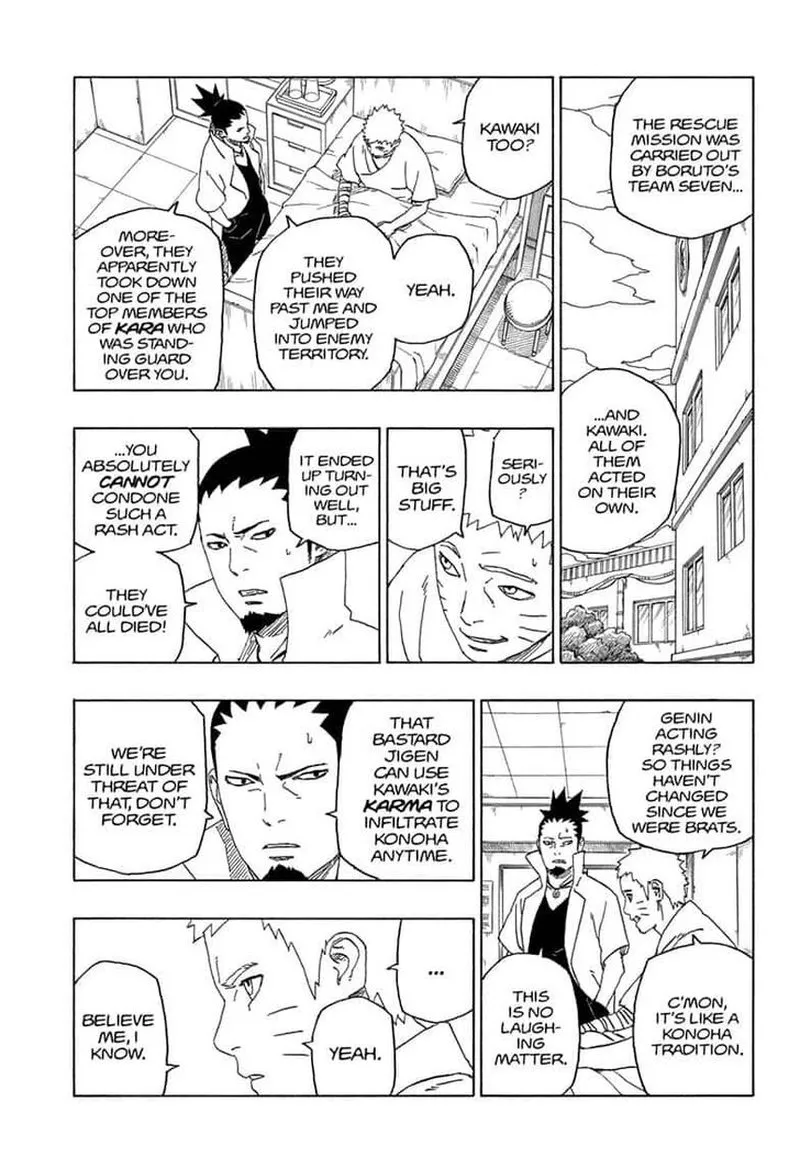 THE RESCUE
MISSION WAS
CARRIED OUT
BY BORUTO'S
TEAM SEVEN...
...AND
KAWAKI.
ALL OF
THEM
ACTED
ON THEIR
OWN.
KAWAKI
TOO?
YEAH.
THEY
PUSHED
THEIR WAY
PAST ME AND
JUMPED
INTO ENEMY
TERRITORY.
MORE-
OVER, THEY
APPARENTLY
TOOK DOWN
ONE OF THE
TOP MEMBERS
OF KARA WHO
WAS STAND-
ING GUARD
OVER YOU.
SERI-
OUSLY
?
THAT'S
BIG
STUFF.
IT ENDED
UP TURN-
ING OUT
WELL,
BUT...
...YOU
ABSOLUTELY
CANNOT
CONDONE
SUCH A
RASH ACT.
THEY
COULD'VE
ALL DIED!
GENIN
ACTING
RASHLY?
SO THINGS
HAVEN'T
CHANGED
SINCE WE
WERE BRATS.
C'MON,
IT'S LIKE A
KONOHA
TRADITION.
THIS
IS NO
LAUGH-
ING
MATTER.
THAT
BASTARD
JIGEN
CAN USE
KAWAKI'S
KARMA TO
INFILTRATE
KONOHA
ANYTIME.
WE'RE
STILL UNDER
THREAT OF
THAT, DON'T
FORGET.
...
YEAH.
BELIEVE
ME, I
KNOW.